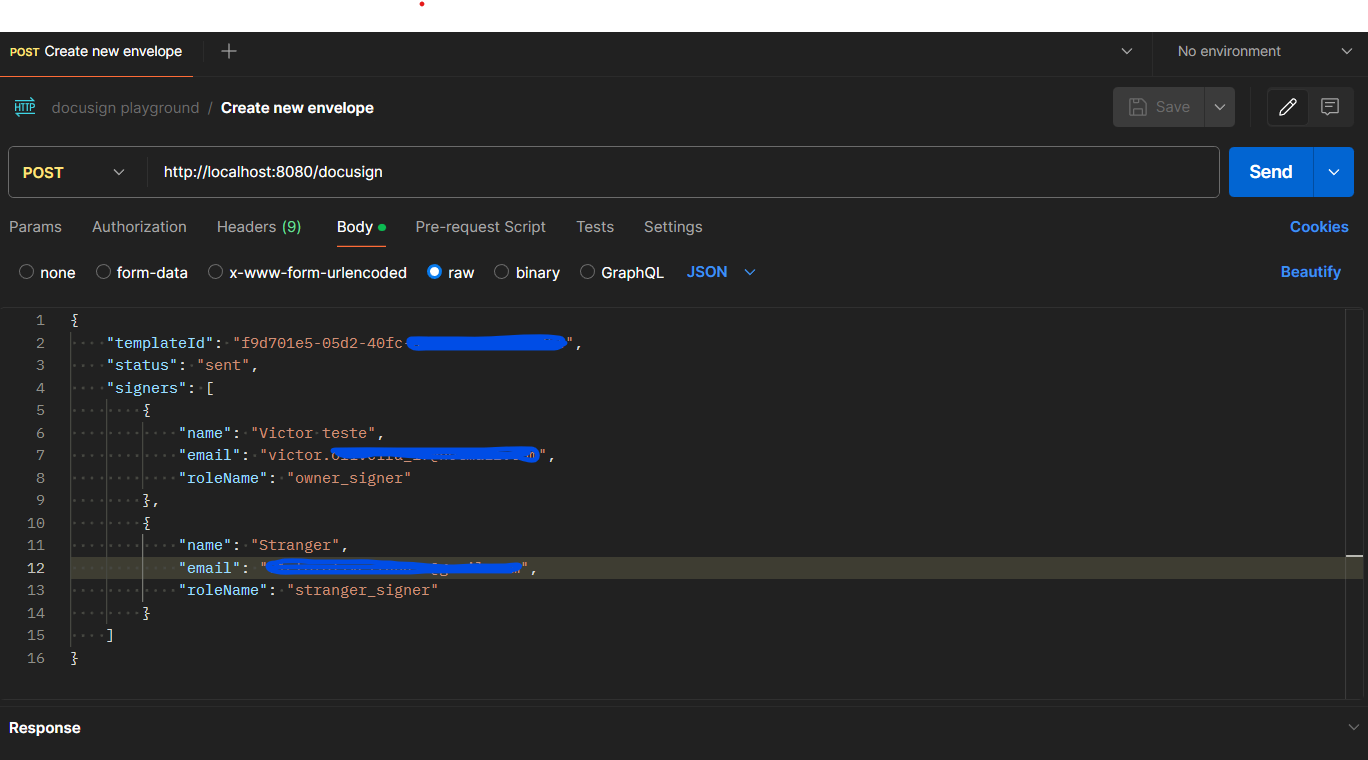 POST Create new envelope
No environment
HTTP docusign playground / Create new envelope
Save
POST http://localhost:8080/docusign
Send
Params Authorization Headers (9) Body Pre-request Script Tests Settings Cookies
none form-data x-www-form-urlencoded raw binary GraphQL JSON Beautify
1 {
2 "templateId": "f9d701e5-05d2-40fc-",
3 "status": "sent",
4 "signers": [
5 {
6 "name": "Victor teste",
7 "email": "victor.",
8 "roleName": "owner_signer"
9 },
10 {
11 "name": "Stranger",
12 "email": "",
13 "roleName": "stranger_signer"
14 }
15 ]
16 }
Response